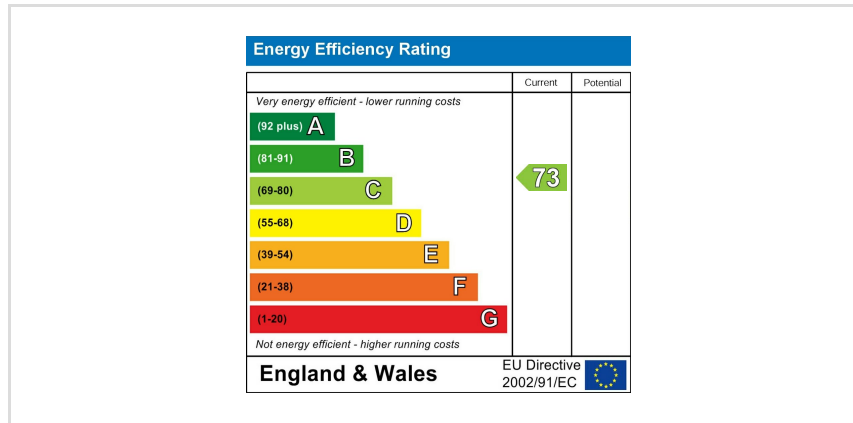 Energy Efficiency Rating
Current Potential
Very energy efficient - lower running costs
(92 plus) A
(81-91) B
73
(69-80) C
(55-68) D
(39-54) E
(21-38) F
(1-20) G
Not energy efficient - higher running costs
England & Wales
EU Directive
2002/91/EC